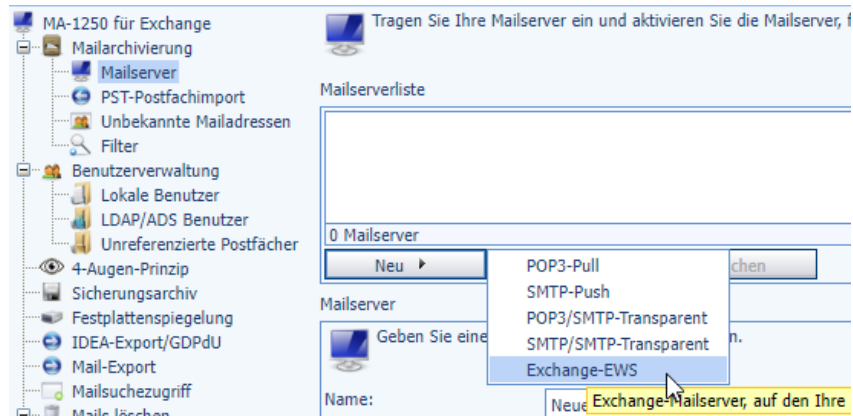 MA-1250 für Exchange
Mailarchivierung
Mailserver
PST-Postfachimport
Unbekannte Mailadressen
Filter
Benutzerverwaltung
Lokale Benutzer
LDAP/ADS Benutzer
Unreferenzierte Postfächer
4-Augen-Prinzip
Sicherungsarchiv
Festplattenspiegelung
IDEA-Export/GDPdU
Mail-Export
Mailsuchezugriff
Mails löschen
Tragen Sie Ihre Mailserver ein und aktivieren Sie die Mailserver, f
Mailserverliste
0 Mailserver
Neu
chen
POP3-Pull
SMTP-Push
POP3/SMTP-Transparent
SMTP/SMTP-Transparent
Exchange-EWS
Mailserver
Geben Sie eine
n.
Name:
Neue
Exchange-Mailserver, auf den Ihre